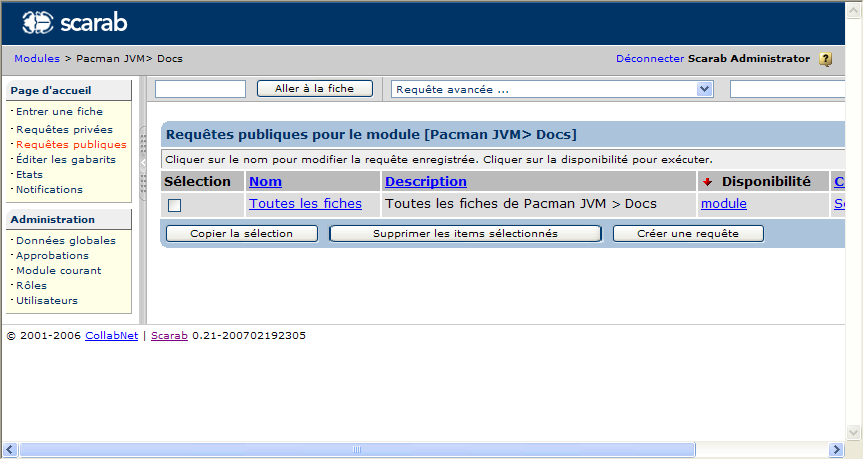 scarab
Modules > Pacman JVM> Docs
Déconnecter Scarab Administrator ?
Page d'accueil
Entrer une fiche
Requêtes privées
Requêtes publiques
Éditer les gabarits
Etats
Notifications
Administration
Données globales
Approbations
Module courant
Rôles
Utilisateurs
Aller à la fiche
Requête avancée ...
Requêtes publiques pour le module [Pacman JVM> Docs]
Cliquer sur le nom pour modifier la requête enregistrée. Cliquer sur la disponibilité pour exécuter.
Sélection Nom Description Disponibilité
Toutes les fiches Toutes les fiches de Pacman JVM > Docs module
Copier la sélection Supprimer les items sélectionnés Créer une requête
© 2001-2006 CollabNet | Scarab 0.21-200702192305